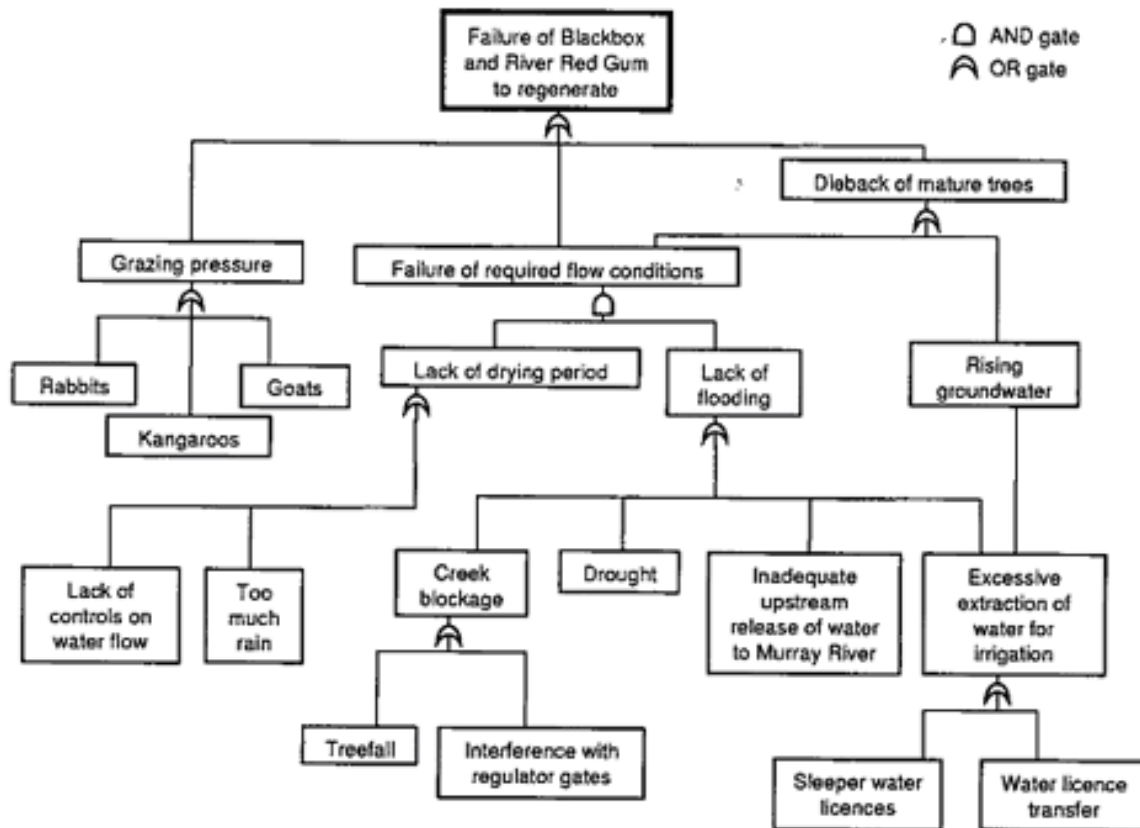 Failure of Blackbox
and River Red Gum
to regenerate
AND gate
OR gate
Dieback of mature trees
Grazing pressure
Failure of required flow conditions
Rabbits
Goats
Kangaroos
Lack of drying period
Lack of
flooding
Rising
groundwater
Lack of
controls on
water flow
Too
much
rain
Creek
blockage
Drought
Inadequate
upstream
release of water
to Murray River
Excessive
extraction of
water for
irrigation
Treefall
Interference with
regulator gates
Sleeper water
licences
Water licence
transfer